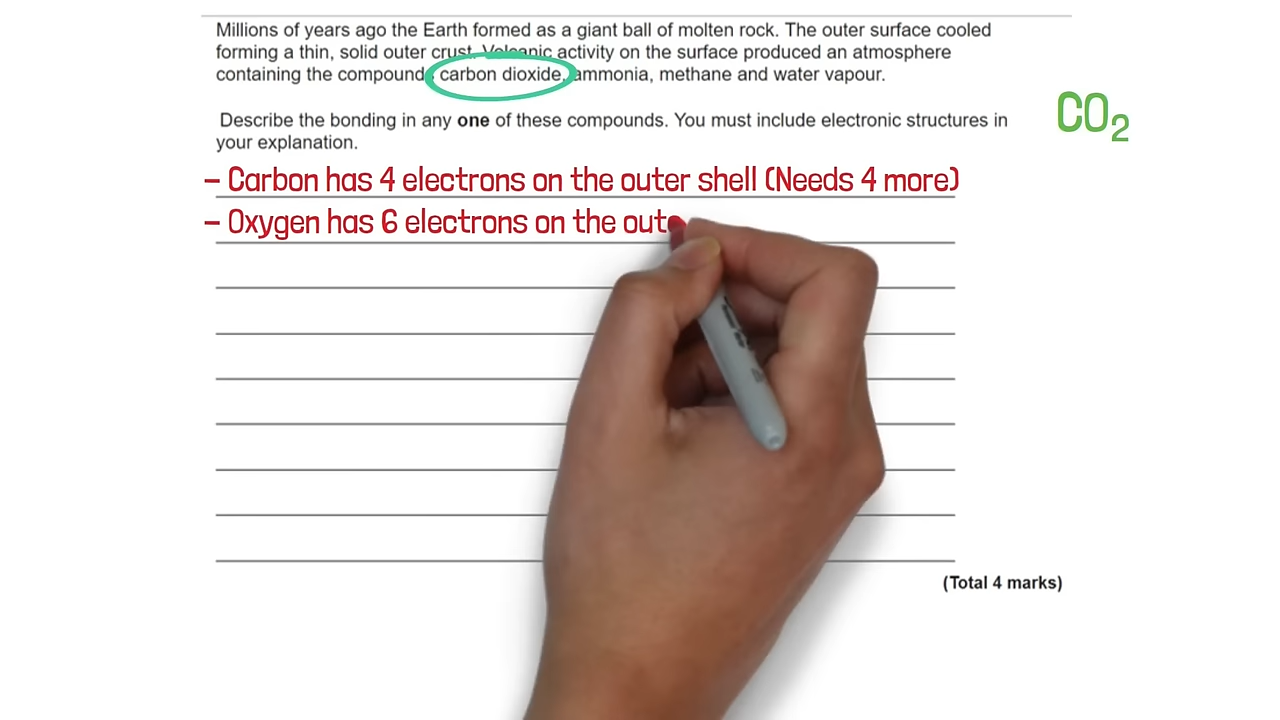 Millions of years ago the Earth formed as a giant ball of molten rock. The outer surface cooled
forming a thin, solid outer crust. Volcanic activity on the surface produced an atmosphere
containing the compounds carbon dioxide, ammonia, methane and water vapour.
CO2
Describe the bonding in any one of these compounds. You must include electronic structures in
your explanation.
– Carbon has 4 electrons on the outer shell (Needs 4 more)
– Oxygen has 6 electrons on the oute
(Total 4 marks)